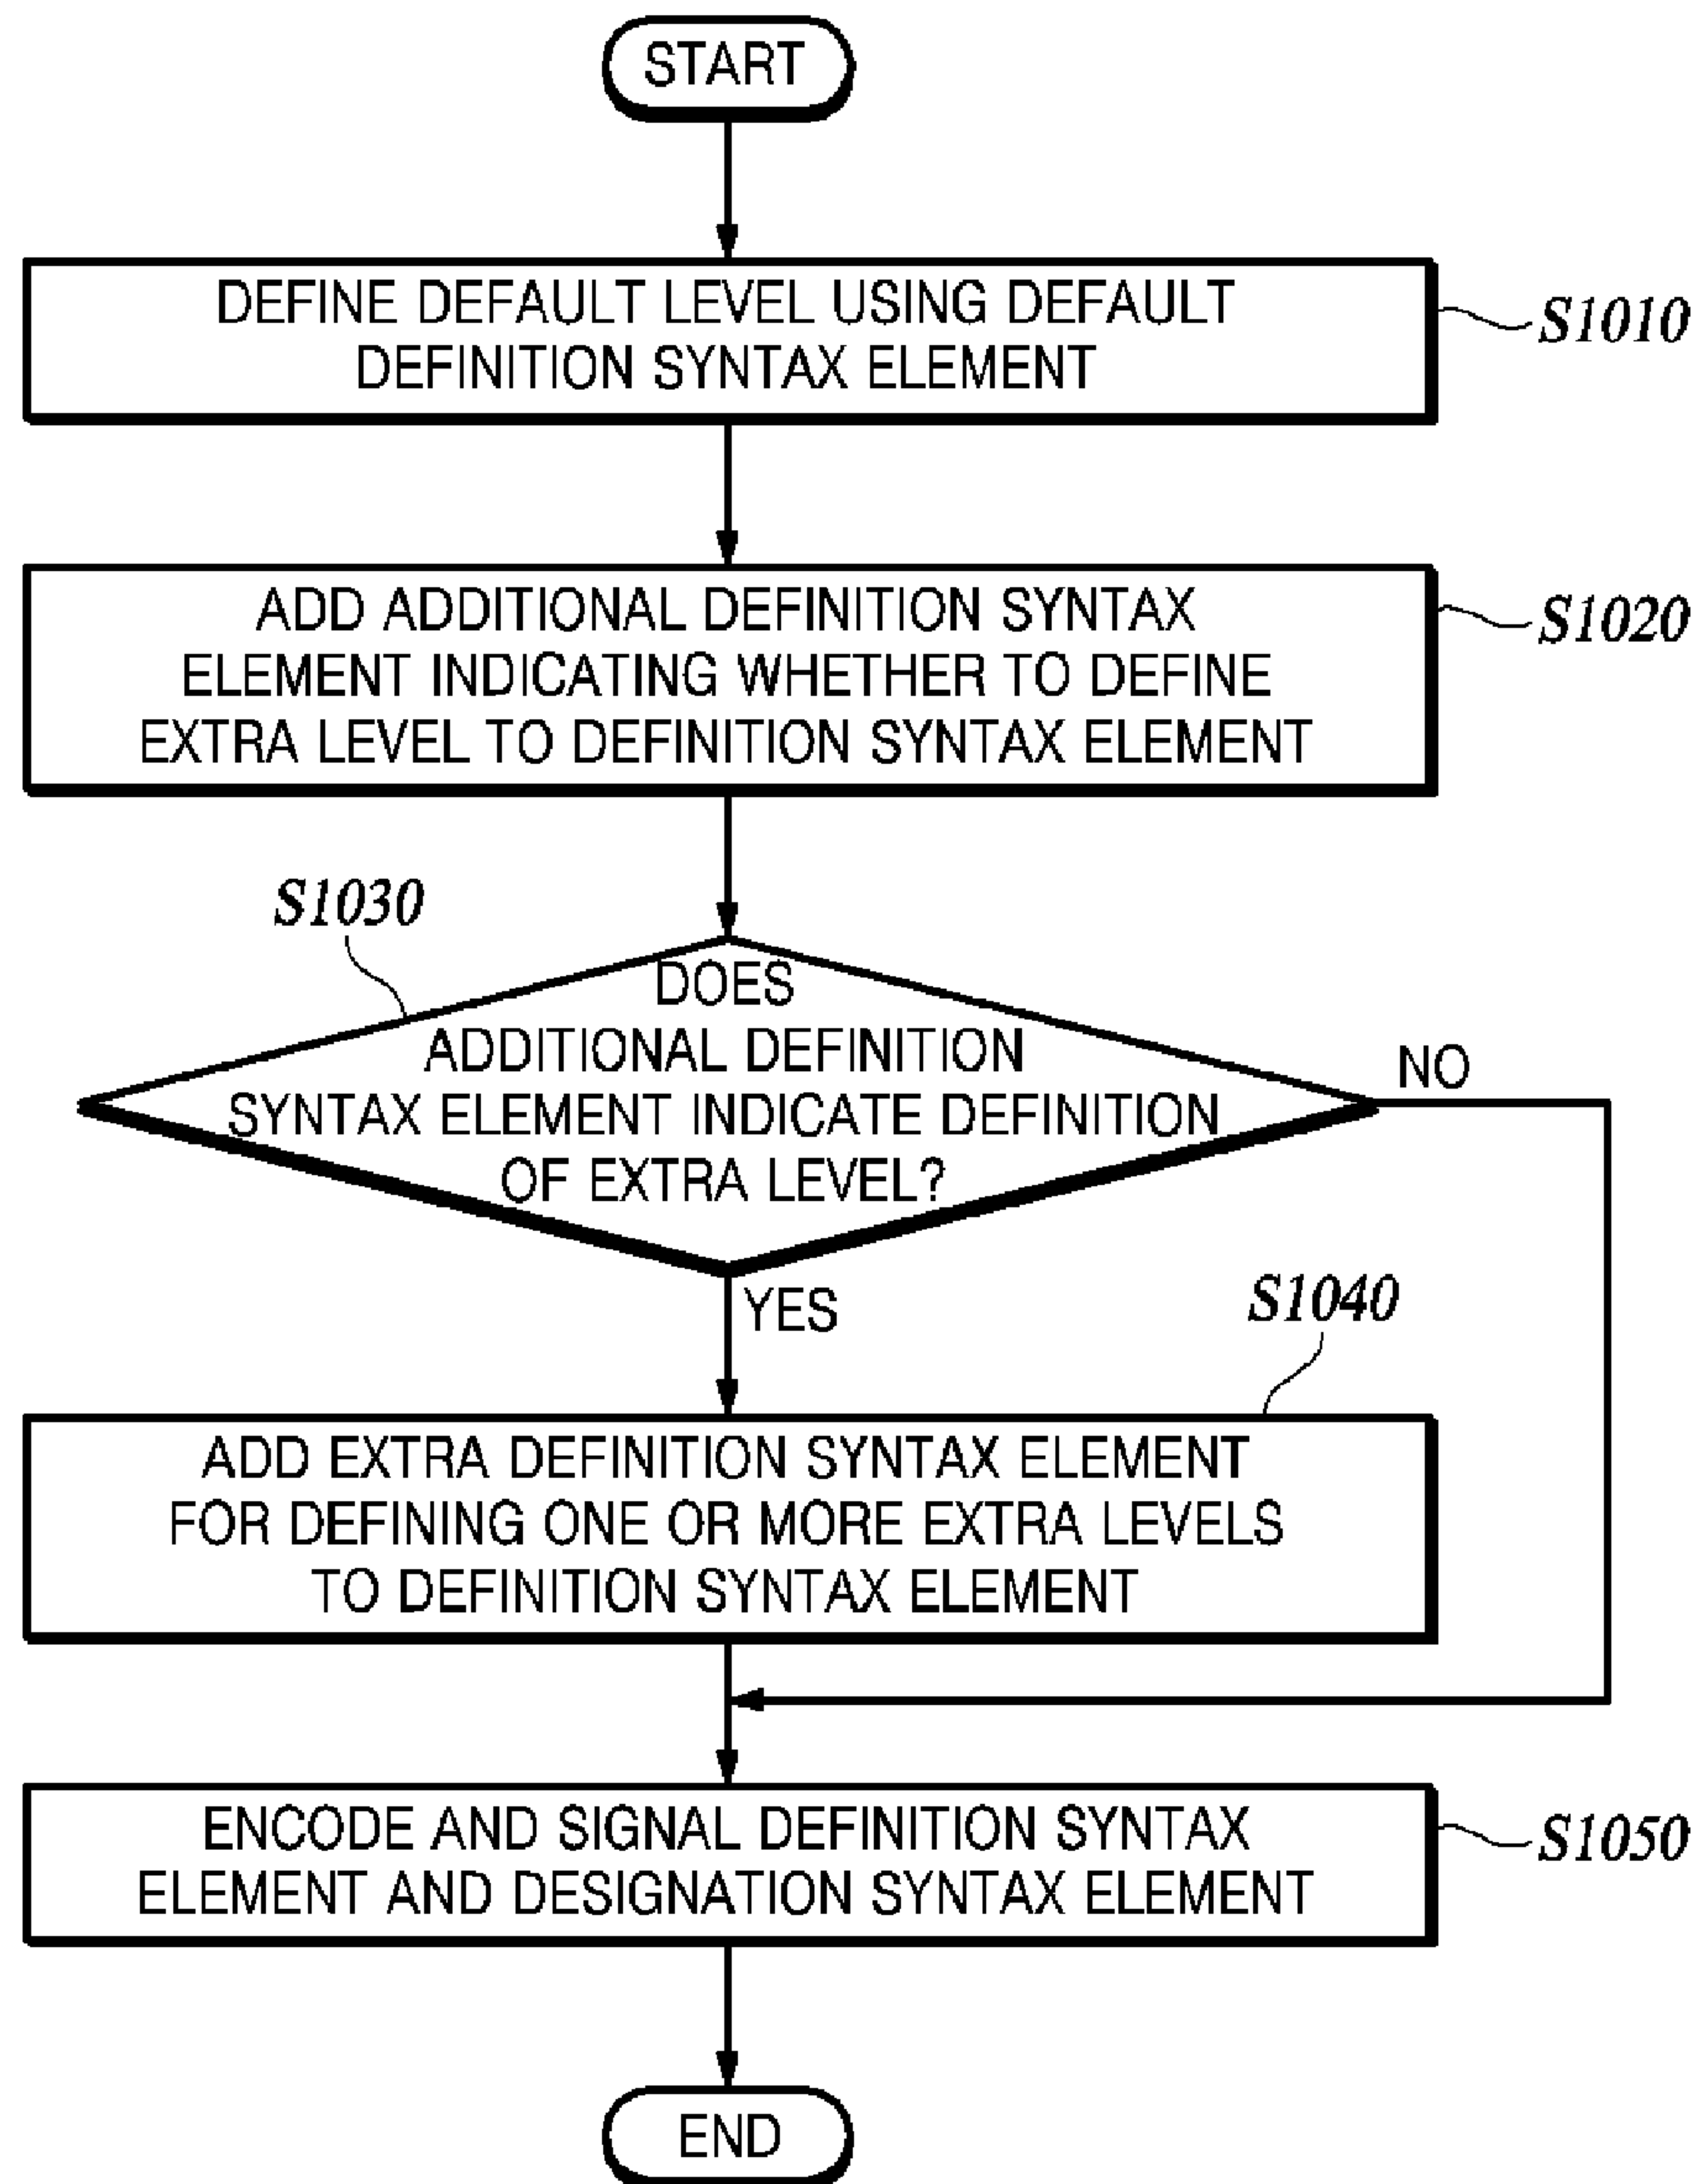 START
DEFINE DEFAULT LEVEL USING DEFAULT
DEFINITION SYNTAX ELEMENT
S1010
ADD ADDITIONAL DEFINITION SYNTAX
ELEMENT INDICATING WHETHER TO DEFINE
EXTRA LEVEL TO DEFINITION SYNTAX ELEMENT
S1020
S1030
DOES
ADDITIONAL DEFINITION
SYNTAX ELEMENT INDICATE DEFINITION
OF EXTRA LEVEL?
NO
YES
S1040
ADD EXTRA DEFINITION SYNTAX ELEMENT
FOR DEFINING ONE OR MORE EXTRA LEVELS
TO DEFINITION SYNTAX ELEMENT
ENCODE AND SIGNAL DEFINITION SYNTAX
ELEMENT AND DESIGNATION SYNTAX ELEMENT
S1050
END